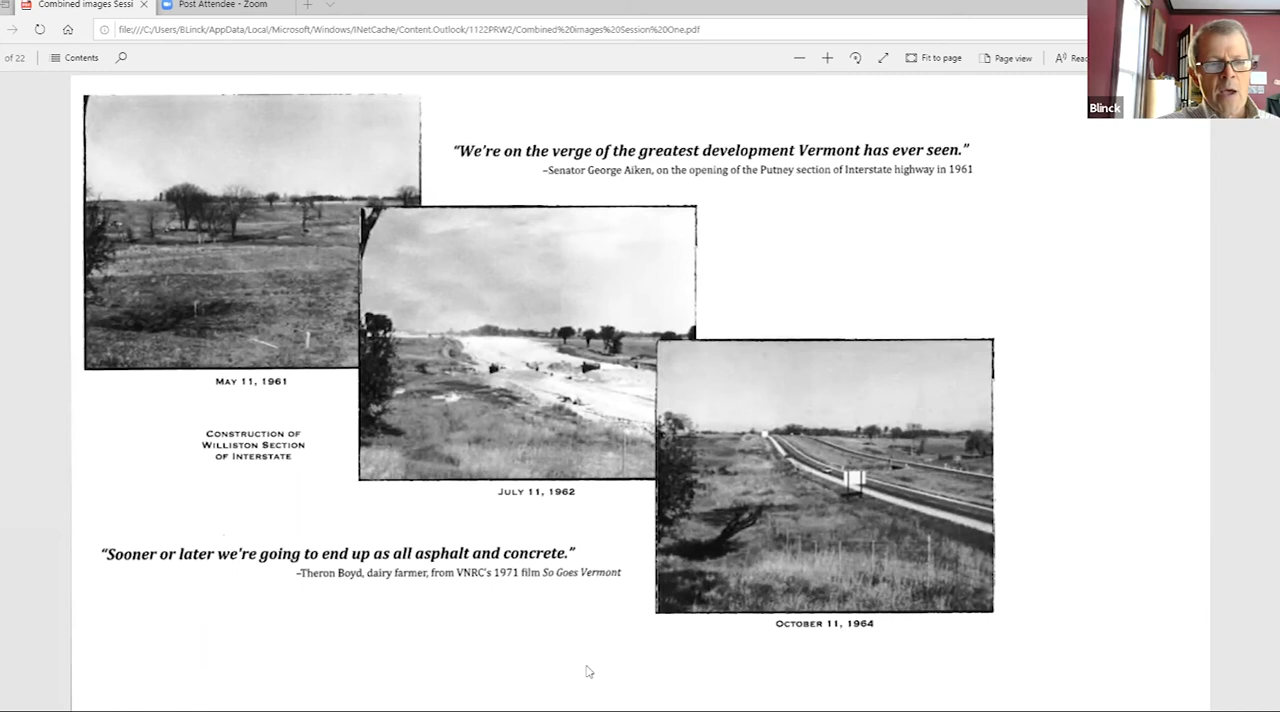 Combined images Sessi
Post Attendee - Zoom
file:///C:/Users/BLinck/AppData/Local/Microsoft/Windows/INetCache/Content.Outlook/1122PRW2/Combined%20images%20Session%20One.pdf
of 22
Contents
Fit to page
Page view
Blinck
“We’re on the verge of the greatest development Vermont has ever seen.”
–Senator George Aiken, on the opening of the Putney section of Interstate highway in 1961
May 11, 1961
Construction of
Williston Section
of Interstate
July 11, 1962
“Sooner or later we’re going to end up as all asphalt and concrete.”
–Theron Boyd, dairy farmer, from VNRC’s 1971 film So Goes Vermont
October 11, 1964